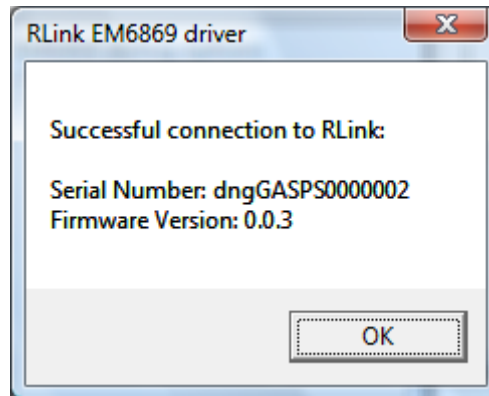 RLink EM6869 driver
Successful connection to RLink:
Serial Number: dngGASPS0000002
Firmware Version: 0.0.3
OK